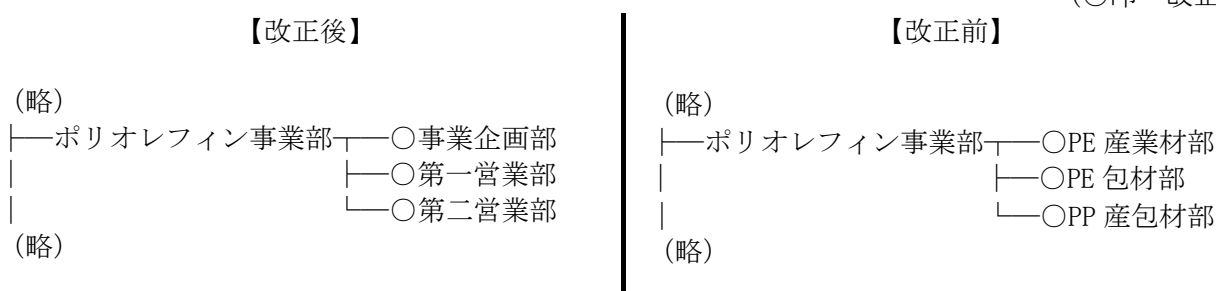 (○印…改正
【改正後】
(略)
├─ポリオレフィン事業部┬─○事業企画部
│ ├─○第一営業部
│ └─○第二営業部
(略)
【改正前】
(略)
├─ポリオレフィン事業部┬─○PE 産業材部
│ ├─○PE 包材部
│ └─○PP 産包材部
(略)